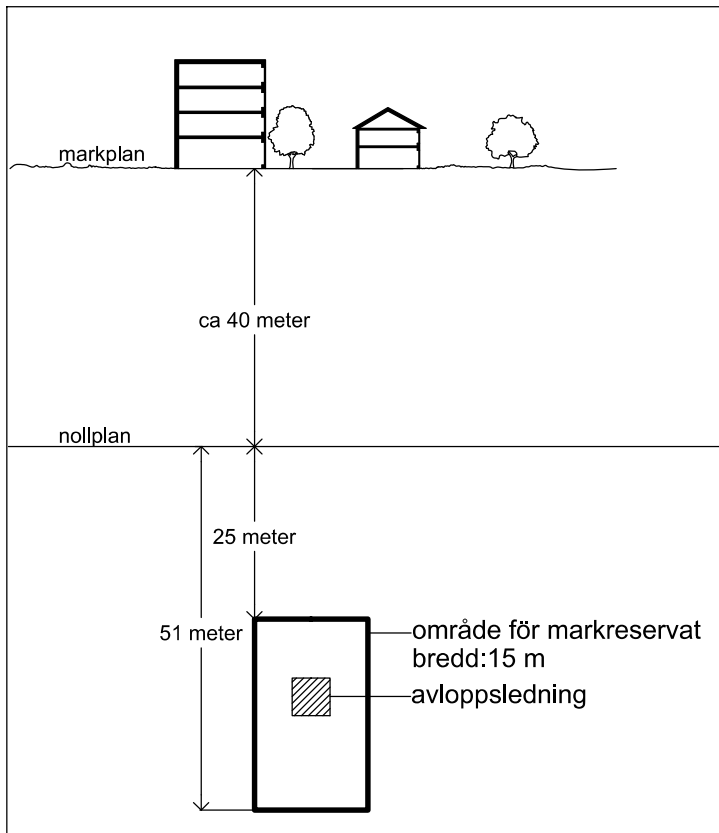 markplan
ca 40 meter
nollplan
25 meter
51 meter
område för markreservat
bredd:15 m
avloppsledning